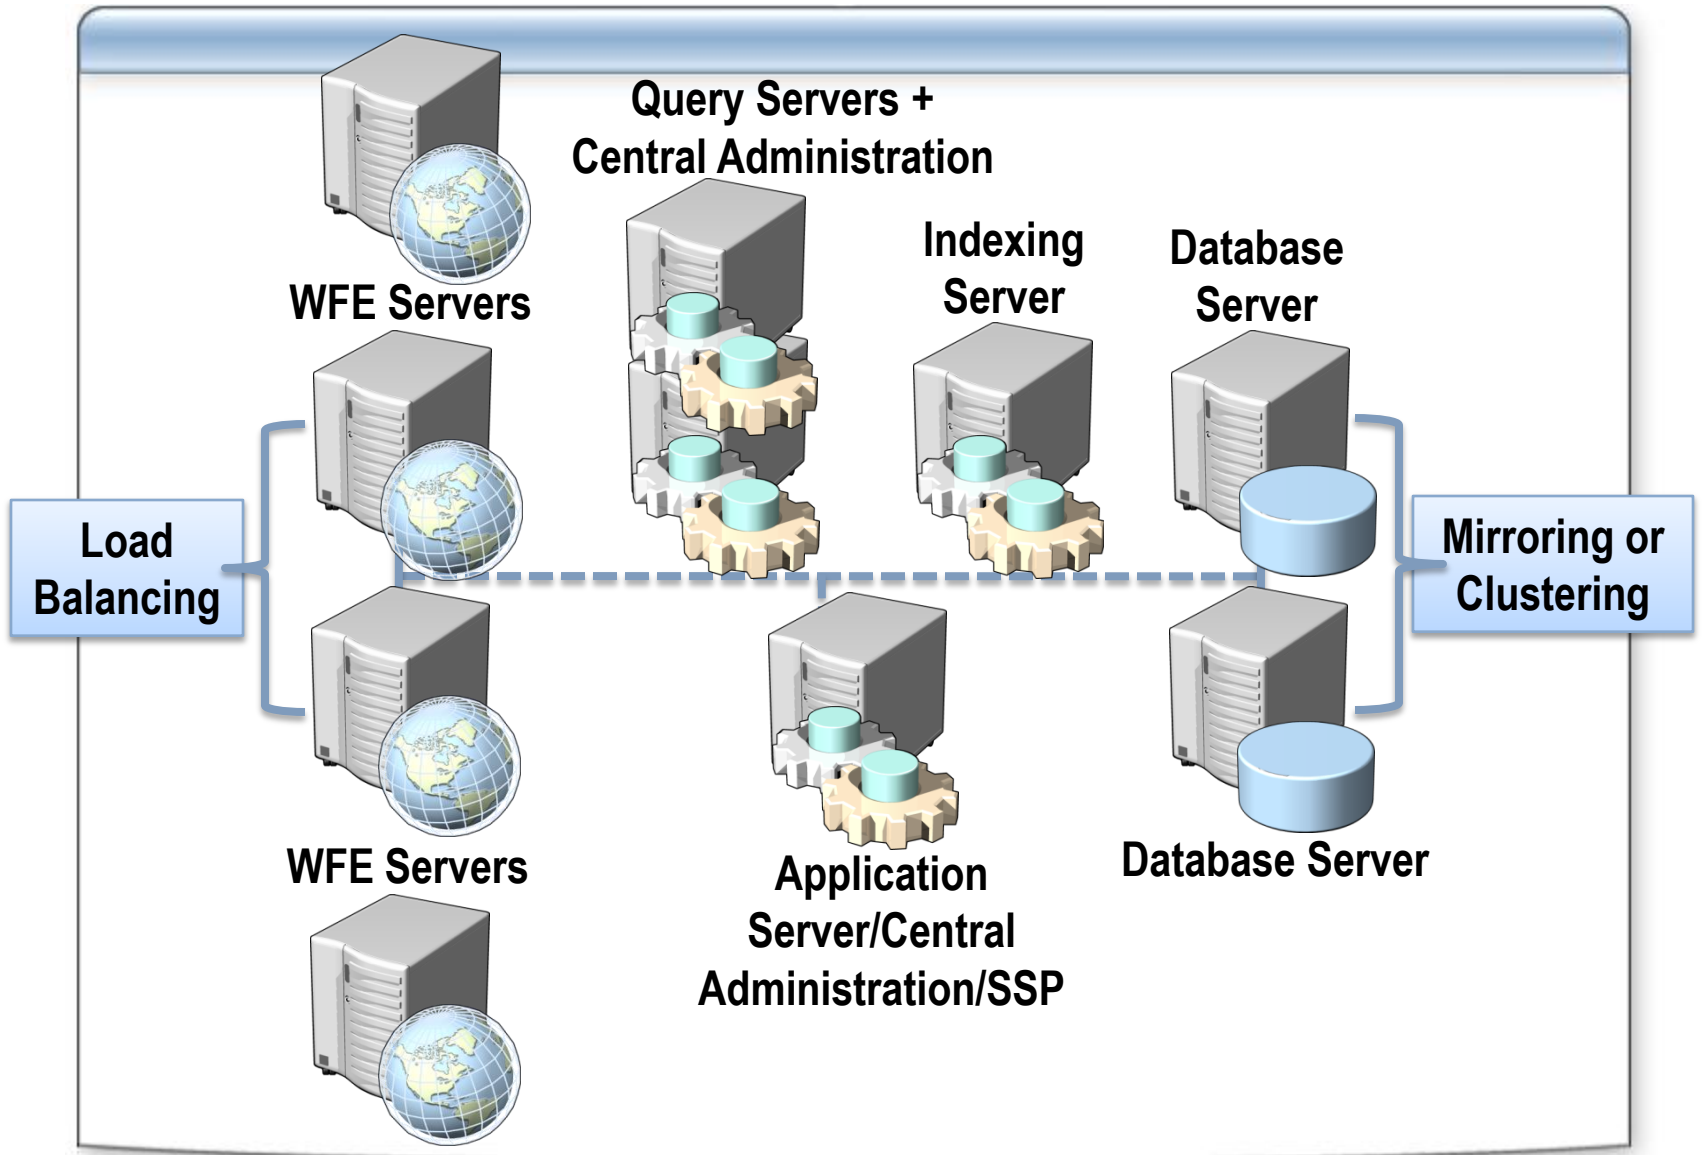 Query Servers +
Central Administration
WFE Servers
Indexing
Server
Database
Server
Load
Balancing
Mirroring or
Clustering
WFE Servers
Application
Server/Central
Administration/SSP
Database Server